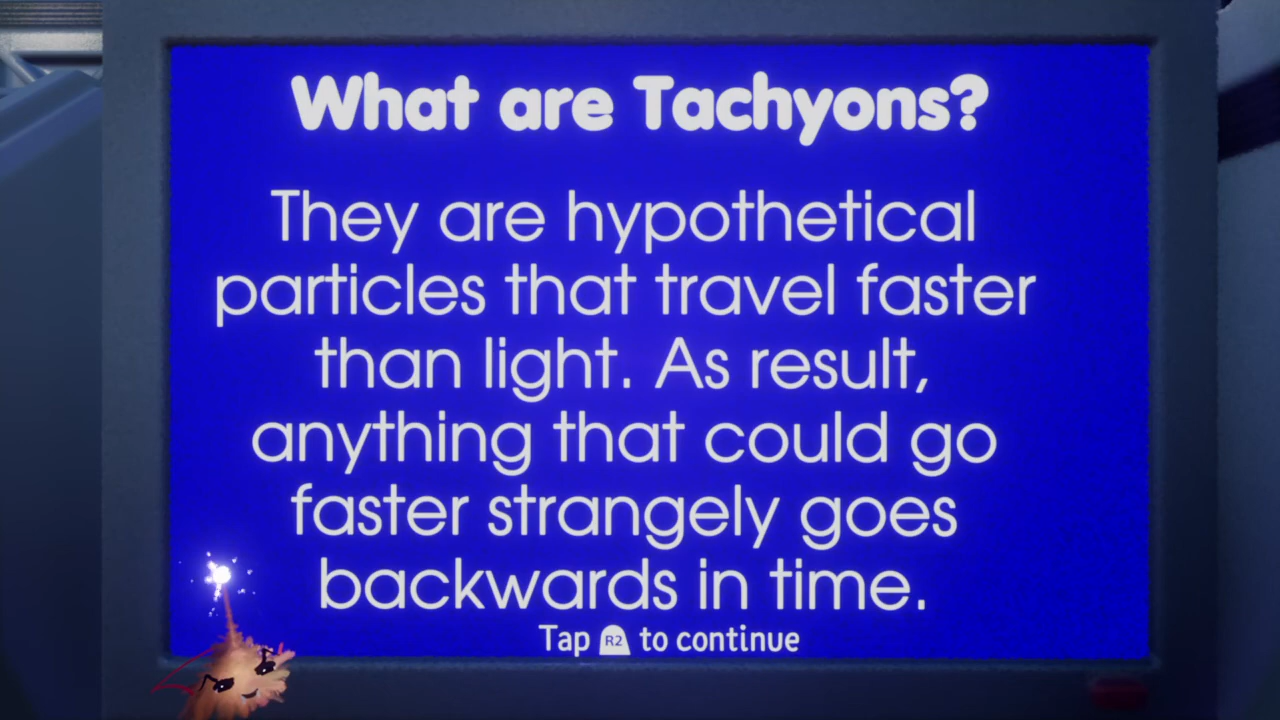 What are Tachyons?
They are hypothetical
particles that travel faster
than light. As result,
anything that could go
faster strangely goes
backwards in time.
Tap R2 to continue